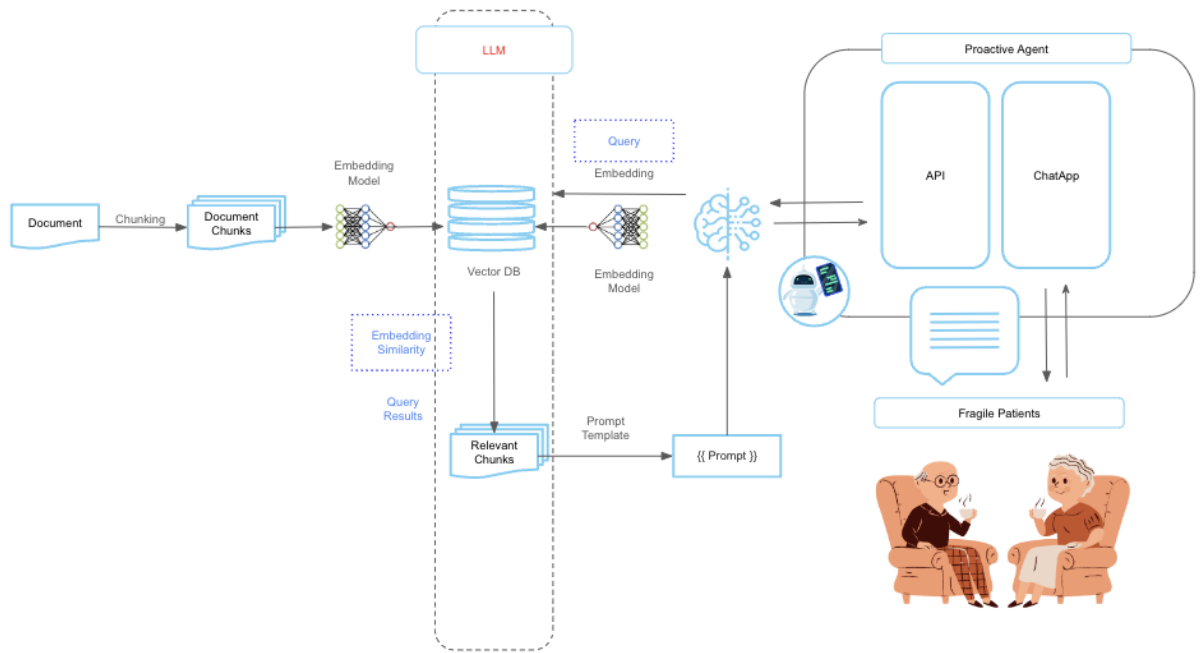 LLM
Proactive Agent
API
ChatApp
Query
Embedding
Embedding
Model
Document
Chunking
Document
Chunks
Vector DB
Embedding
Model
Embedding
Similarity
Query
Results
Relevant
Chunks
Prompt
Template
{{ Prompt }}
Fragile Patients